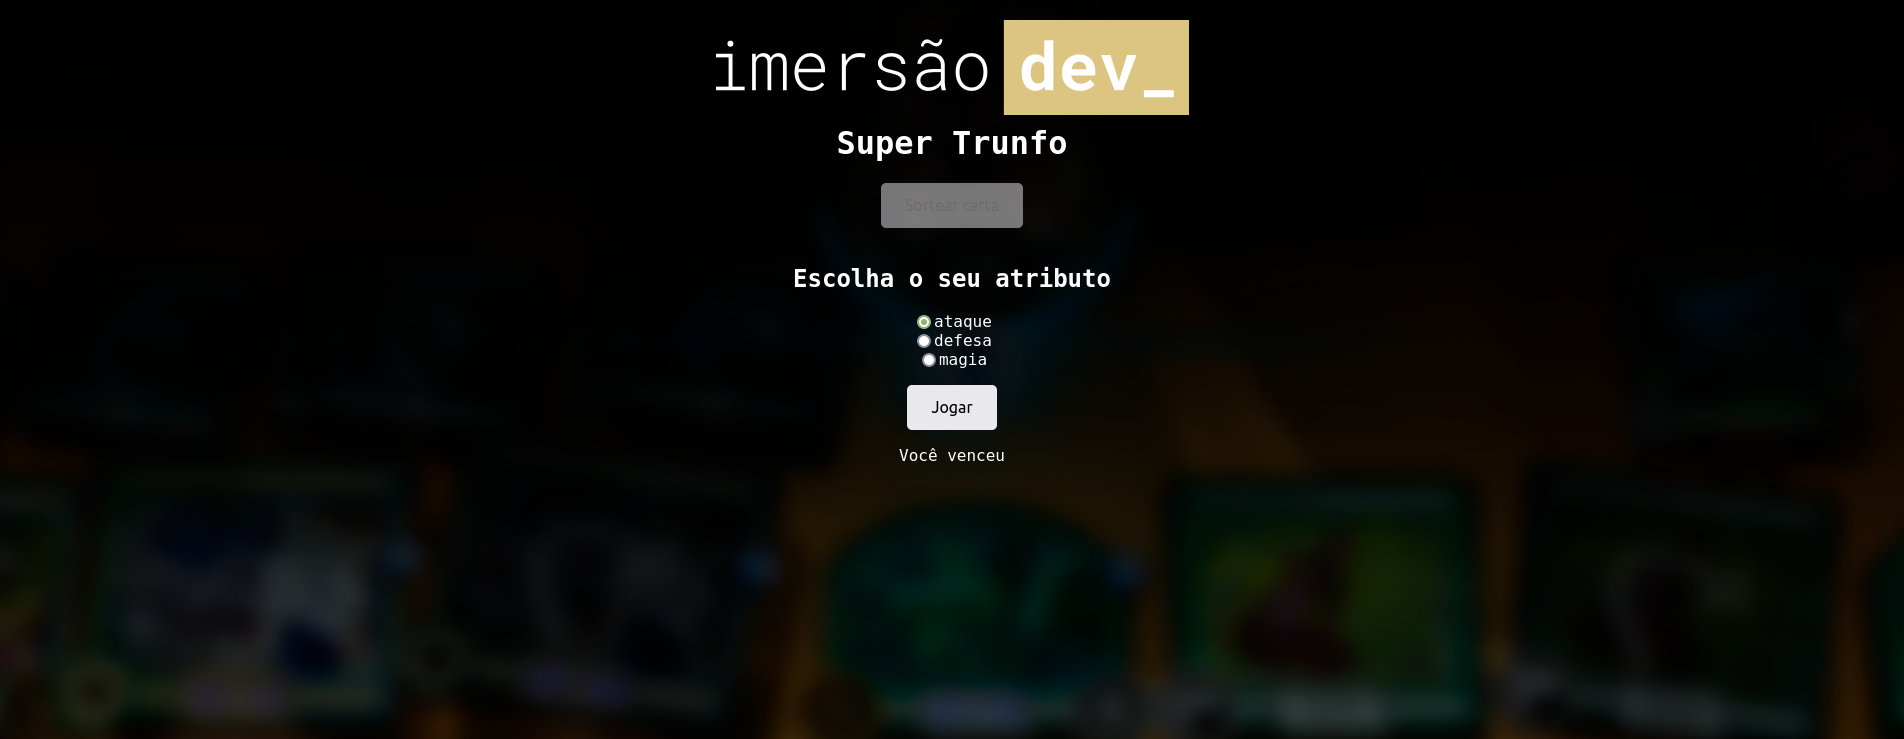 imersão dev_
Super Trunfo
Sortear carta
Escolha o seu atributo
ataque
defesa
magia
Jogar
Você venceu